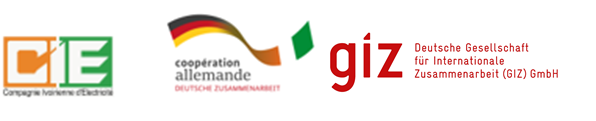 CIE
Compagnie Ivoirienne d'Electricité
coopération
allemande
DEUTSCHE ZUSAMMENARBEIT
giz
Deutsche Gesellschaft
für Internationale
Zusammenarbeit (GIZ) GmbH